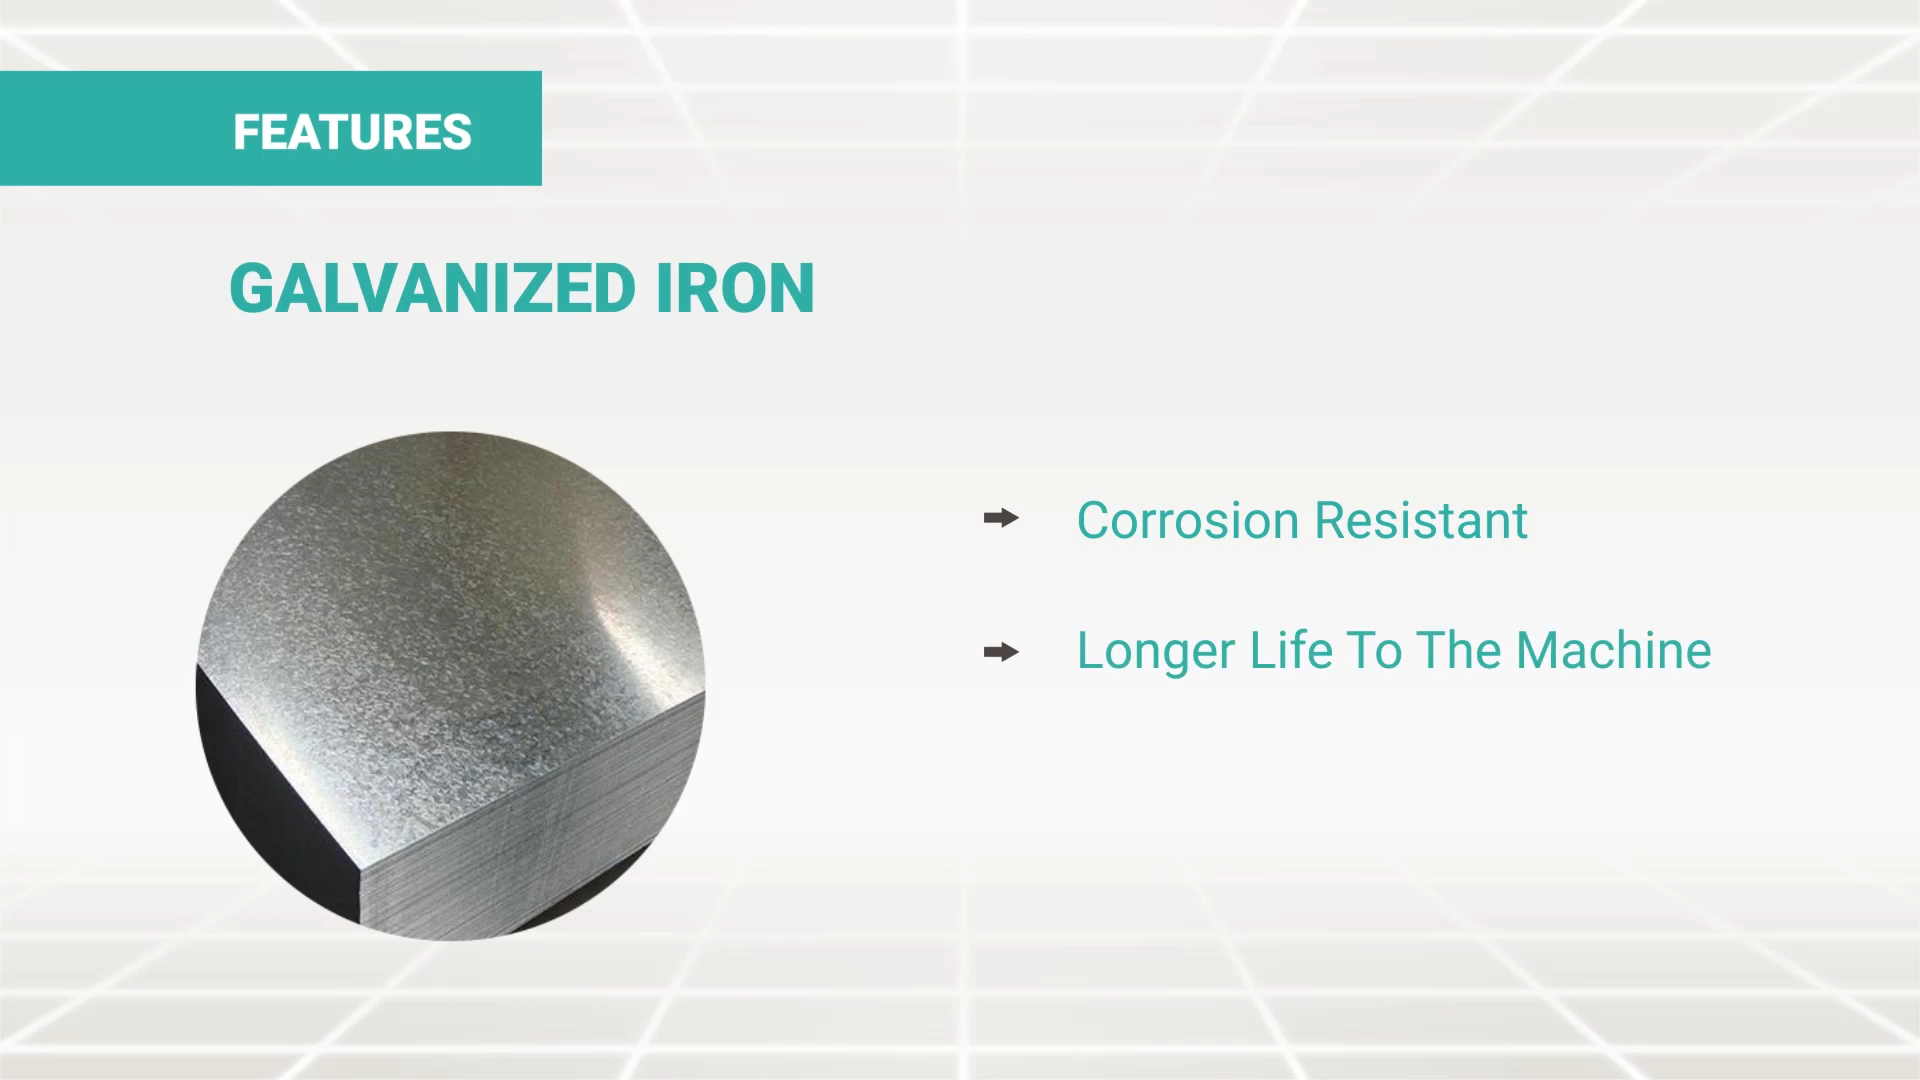 FEATURES
GALVANIZED IRON
Corrosion Resistant
Longer Life To The Machine